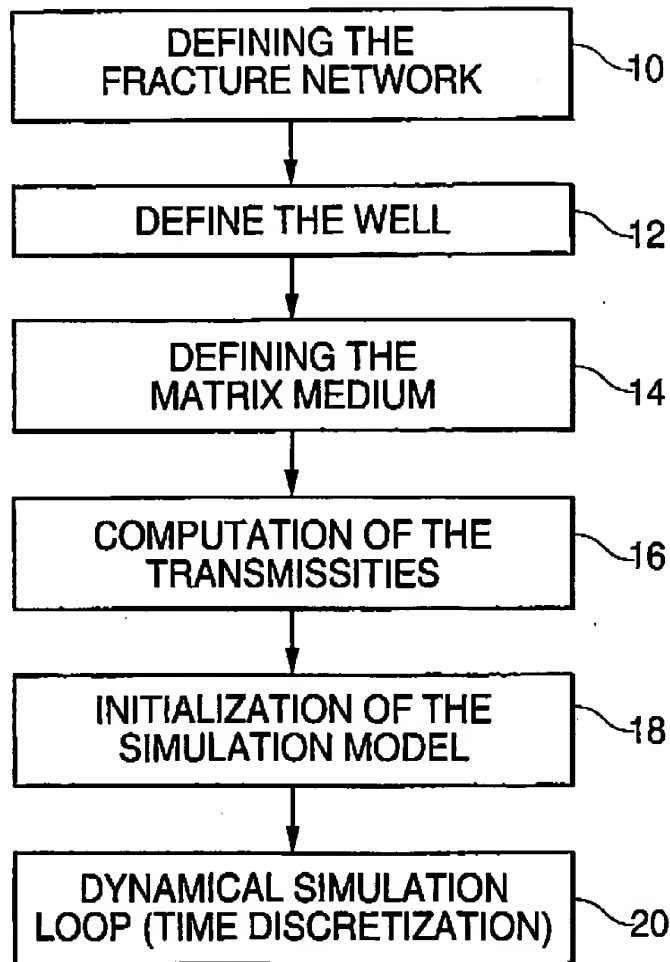 DEFINING THE
FRACTURE NETWORK
10
DEFINE THE WELL
12
DEFINING THE
MATRIX MEDIUM
14
COMPUTATION OF THE
TRANSMISSITIES
16
INITIALIZATION OF THE
SIMULATION MODEL
18
DYNAMICAL SIMULATION
LOOP (TIME DISCRETIZATION)
20